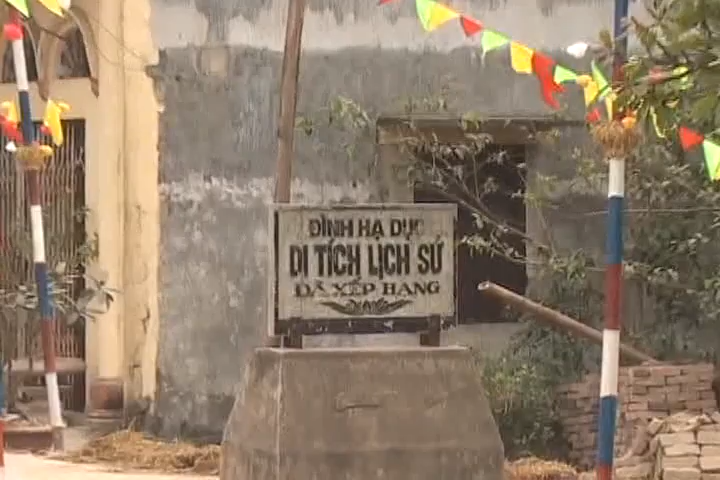 ĐÌNH HẠ DỤC
DI TÍCH LỊCH SỬ
ĐÃ XẾP HẠNG